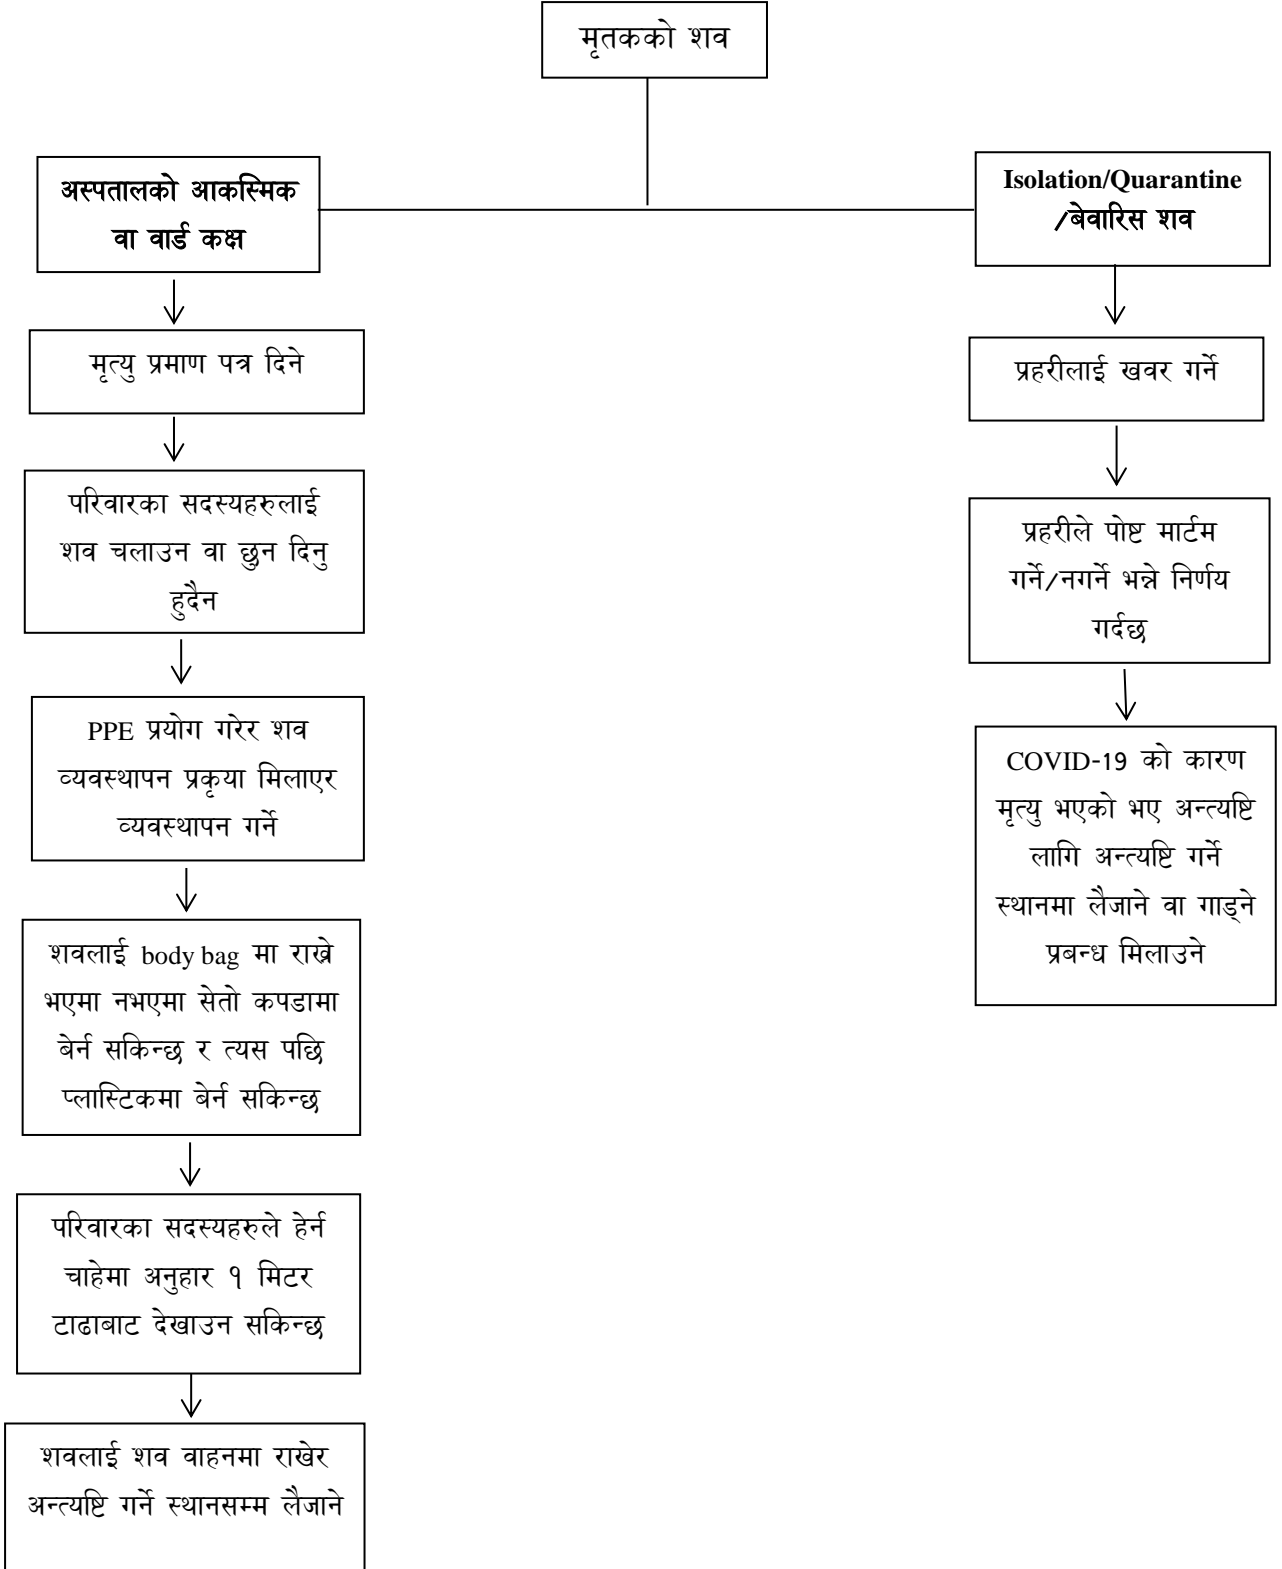 मृतकको शव
अस्पतालको आकस्मिक
वा वार्ड कक्ष
मृत्यु प्रमाण पत्र दिने
परिवारका सदस्यहरुलाई
शव चलाउन वा छुन दिनु
हुदैन
PPE प्रयोग गरेर शव
व्यवस्थापन प्रकृया मिलाएर
व्यवस्थापन गर्ने
शवलाई body bag मा राख्ने
भएमा नभएमा सेतो कपडामा
बेर्न सकिन्छ र त्यस पछि
प्लास्टिकमा बेर्न सकिन्छ
परिवारका सदस्यहरुले हेर्न
चाहेमा अनुहार १ मिटर
टाढाबाट देखाउन सकिन्छ
शवलाई शव वाहनमा राखेर
अन्त्यष्टि गर्ने स्थानसम्म लैजाने
Isolation/Quarantine
/बेवारिस शव
प्रहरीलाई खवर गर्ने
प्रहरीले पोष्ट मार्टम
गर्ने/नगर्ने भन्ने निर्णय
गर्दछ
COVID-19 को कारण
मृत्यु भएको भए अन्त्यष्टि
लागि अन्त्यष्टि गर्ने
स्थानमा लैजाने वा गाड्ने
प्रबन्ध मिलाउने